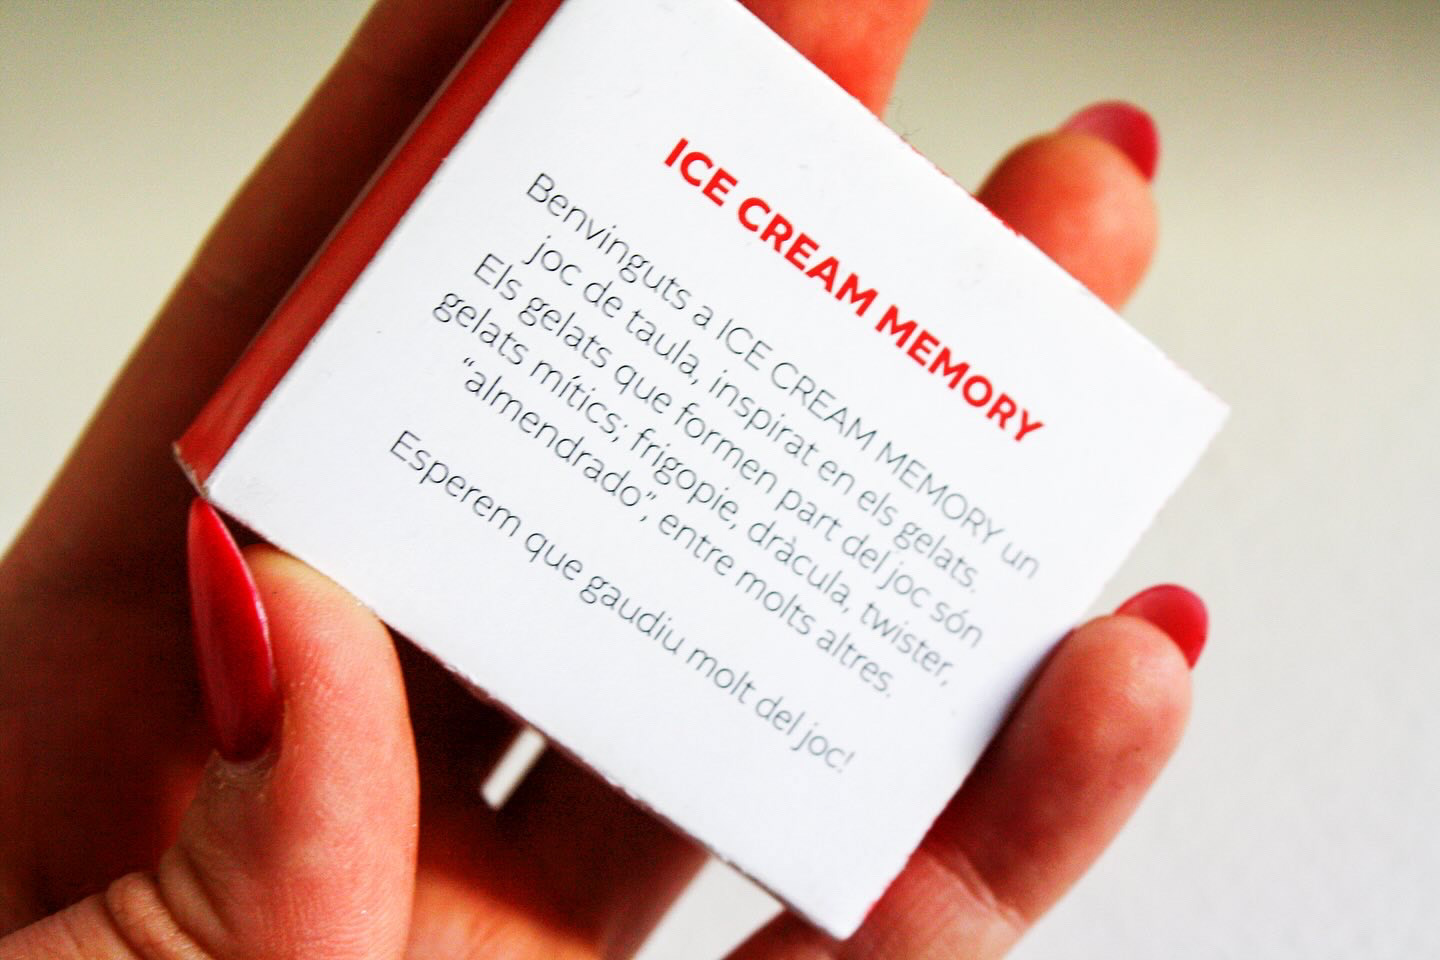 ICE CREAM MEMORY
Benvinguts a ICE CREAM MEMORY un
joc de taula, inspirat en els gelats.
Els gelats que formen part del joc són
gelats mítics; frigopie, dràcula, twister,
“almendrado”, entre molts altres.
Esperem que gaudiu molt del joc!